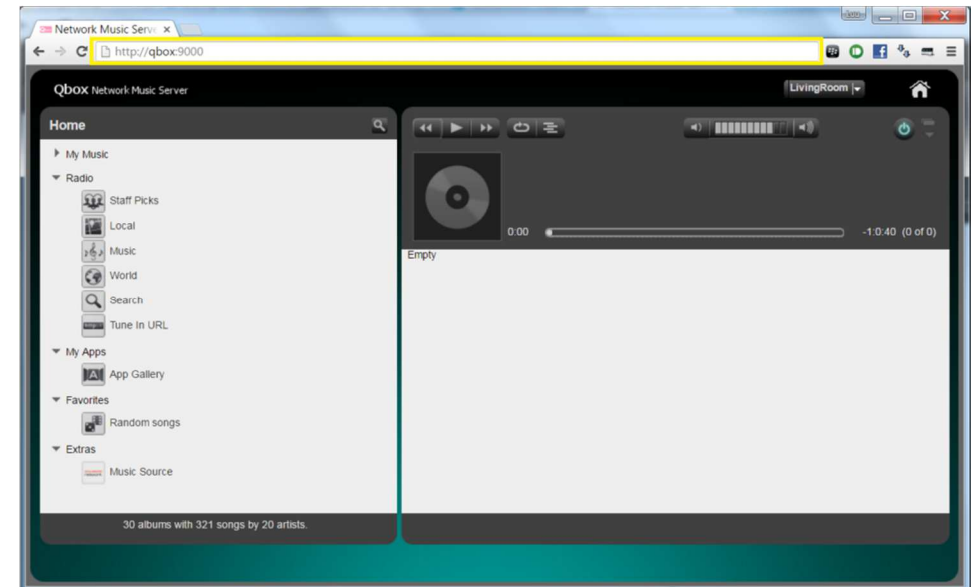 Network Music Serve
http://qbox:9000
Qbox Network Music Server
LivingRoom
Home
My Music
Radio
Staff Picks
Local
Music
World
Search
Tune In URL
My Apps
App Gallery
Favorites
Random songs
Extras
Music Source
30 albums with 321 songs by 20 artists.
0:00
-1:0:40 (0 of 0)
Empty